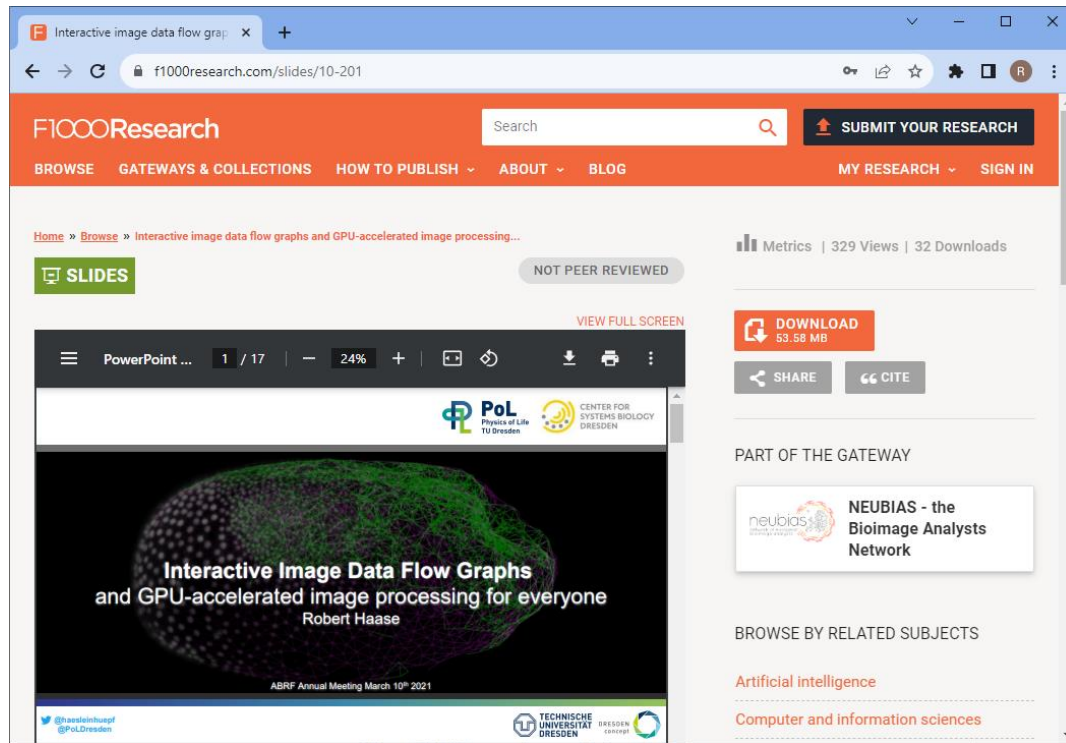 Interactive image data flow grap
f1000research.com/slides/10-201
R
F1000Research
Search
SUBMIT YOUR RESEARCH
BROWSE GATEWAYS & COLLECTIONS HOW TO PUBLISH ABOUT BLOG MY RESEARCH SIGN IN
Home » Browse » Interactive image data flow graphs and GPU-accelerated image processing...
Metrics | 329 Views | 32 Downloads
SLIDES
NOT PEER REVIEWED
VIEW FULL SCREEN
DOWNLOAD
53.58 MB
SHARE
CITE
PowerPoint ... 1 / 17 24%
PoL
Physics of Life
TU Dresden
CENTER FOR
SYSTEMS BIOLOGY
DRESDEN
Interactive Image Data Flow Graphs
and GPU-accelerated image processing for everyone
Robert Haase
ABRF Annual Meeting March 10th 2021
@haesleinhuepf
@PoLDresden
TECHNISCHE
UNIVERSITÄT
DRESDEN
DRESDEN
concept
PART OF THE GATEWAY
neubias
NEUBIAS - the
Bioimage Analysts
Network
BROWSE BY RELATED SUBJECTS
Artificial intelligence
Computer and information sciences